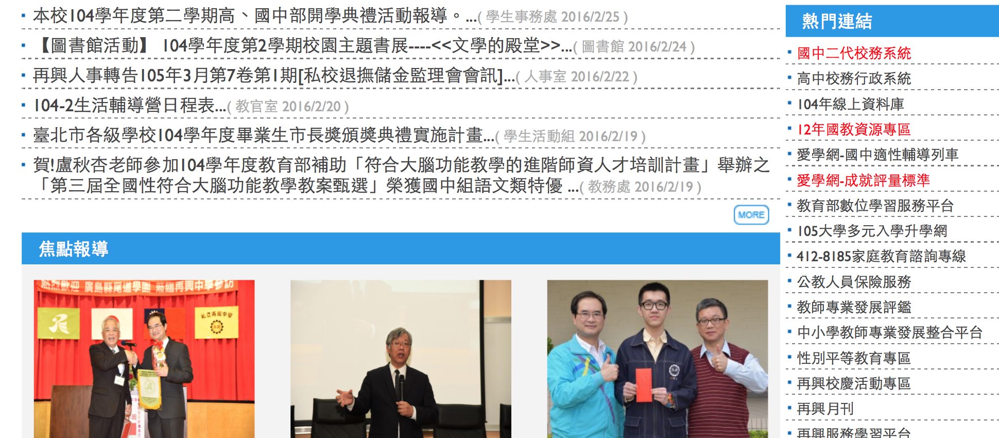 本校104學年度第二學期高、國中部開學典禮活動報導。...( 學生事務處 2016/2/25 )
【圖書館活動】 104學年度第2學期校園主題書展----<<文學的殿堂>>...( 圖書館 2016/2/24 )
再興人事轉告105年3月第7卷第1期[私校退撫儲金監理會會訊]...( 人事室 2016/2/22 )
104-2生活輔導營日程表...( 教官室 2016/2/20 )
臺北市各級學校104學年度畢業生市長獎頒獎典禮實施計畫...( 學生活動組 2016/2/19 )
賀!盧秋杏老師參加104學年度教育部補助「符合大腦功能教學的進階師資人才培訓計畫」舉辦之
「第三屆全國性符合大腦功能教學教案甄選」榮獲國中組語文類特優 ...( 教務處 2016/2/19 )
MORE
焦點報導
熱烈歡迎 廣島縣尾道學園 蒞臨再興中學參訪
私立再興中學
熱門連結
國中二代校務系統
高中校務行政系統
104年線上資料庫
12年國教資源專區
愛學網-國中適性輔導列車
愛學網-成就評量標準
教育部數位學習服務平台
105大學多元入學升學網
412-8185家庭教育諮詢專線
公教人員保險服務
教師專業發展評鑑
中小學教師專業發展整合平台
性別平等教育專區
再興校慶活動專區
再興月刊
再興服務學習平台